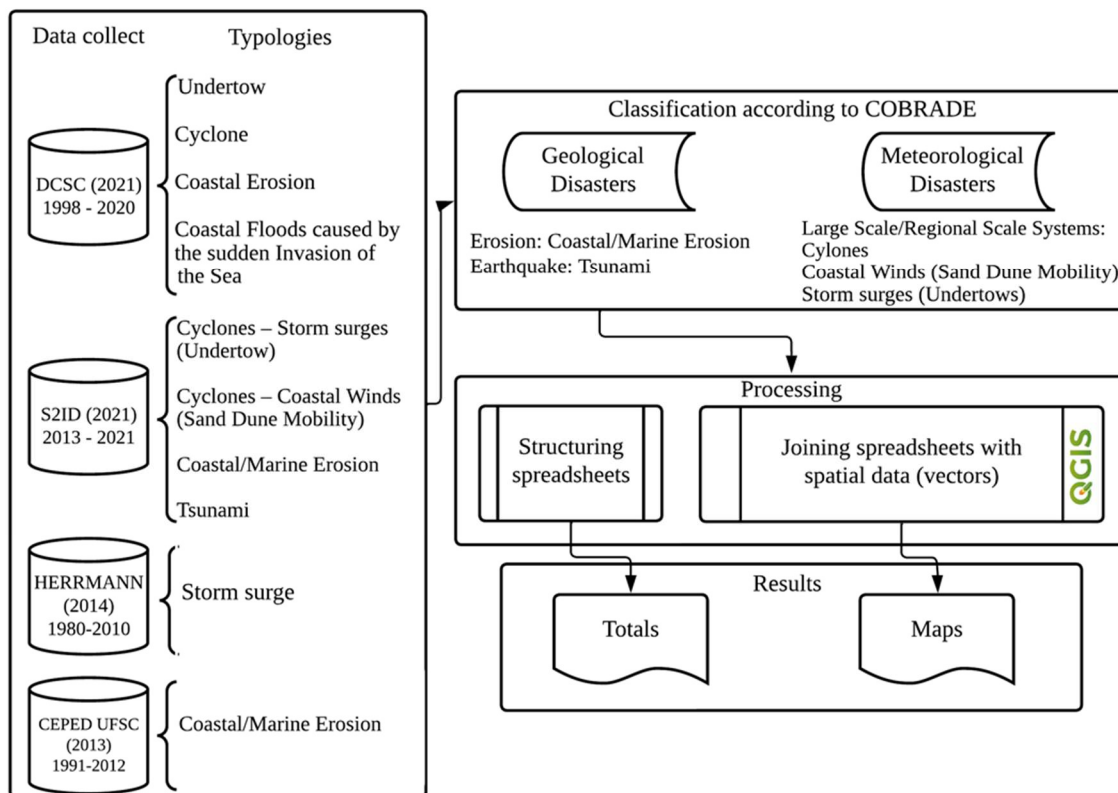 Data collect
Typologies
DCSC (2021)
1998 - 2020
Undertow
Cyclone
Coastal Erosion
Coastal Floods caused by
the sudden Invasion of
the Sea
S2ID (2021)
2013 - 2021
Cyclones – Storm surges
(Undertow)
Cyclones – Coastal Winds
(Sand Dune Mobility)
Coastal/Marine Erosion
Tsunami
HERRMANN
(2014)
1980-2010
Storm surge
CEPED UFSC
(2013)
1991-2012
Coastal/Marine Erosion
Classification according to COBRADE
Geological
Disasters
Erosion: Coastal/Marine Erosion
Earthquake: Tsunami
Meteorological
Disasters
Large Scale/Regional Scale Systems:
Cylones
Coastal Winds (Sand Dune Mobility)
Storm surges (Undertows)
Processing
Structuring
spreadsheets
Joining spreadsheets with
spatial data (vectors)
QGIS
Results
Totals
Maps